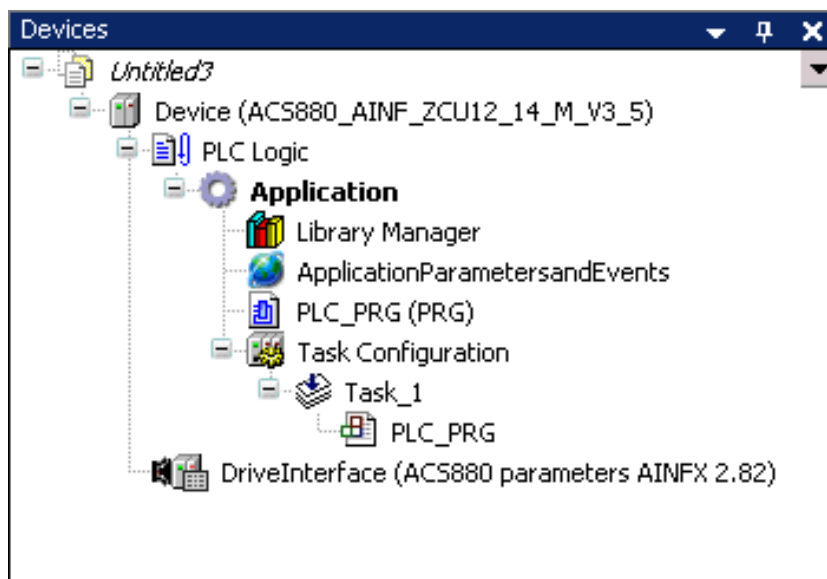 Devices
Untitled3
Device (ACS880_AINF_ZCU12_14_M_V3_5)
PLC Logic
Application
Library Manager
ApplicationParametersandEvents
PLC_PRG (PRG)
Task Configuration
Task_1
PLC_PRG
DriveInterface (ACS880 parameters AINFX 2.82)